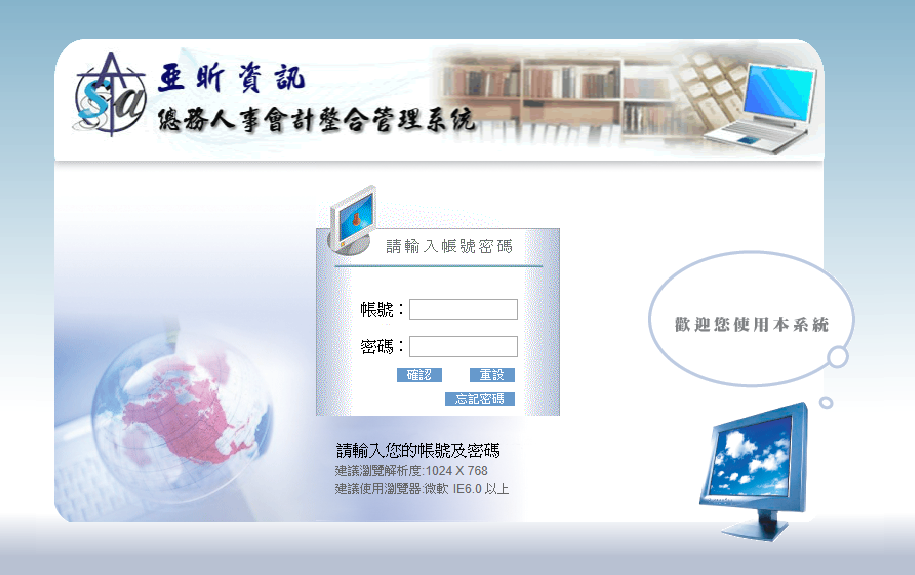 亞昕資訊
總務人事會計整合管理系統
請輸入帳號密碼
帳號：
歡迎您使用本系統
密碼：
確認 重設
忘記密碼
請輸入您的帳號及密碼
建議瀏覽解析度:1024 X 768
建議使用瀏覽器:微軟 IE6.0 以上